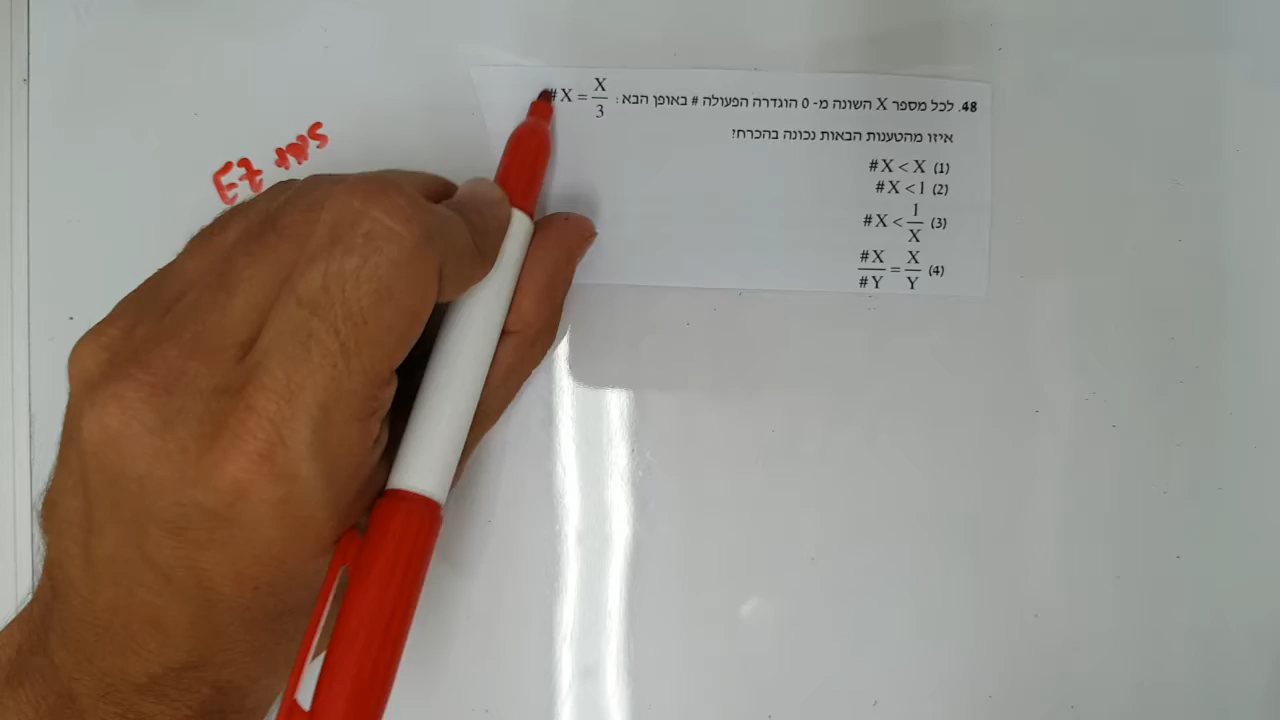 48. לכל מספר X השונה מ- 0 הוגדרה הפעולה # באופן הבא : #X = X/3
איזו מהטענות הבאות נכונה בהכרח?
(1) #X < X
(2) #X < 1
(3) #X < 1/X
(4) #X/#Y = X/Y